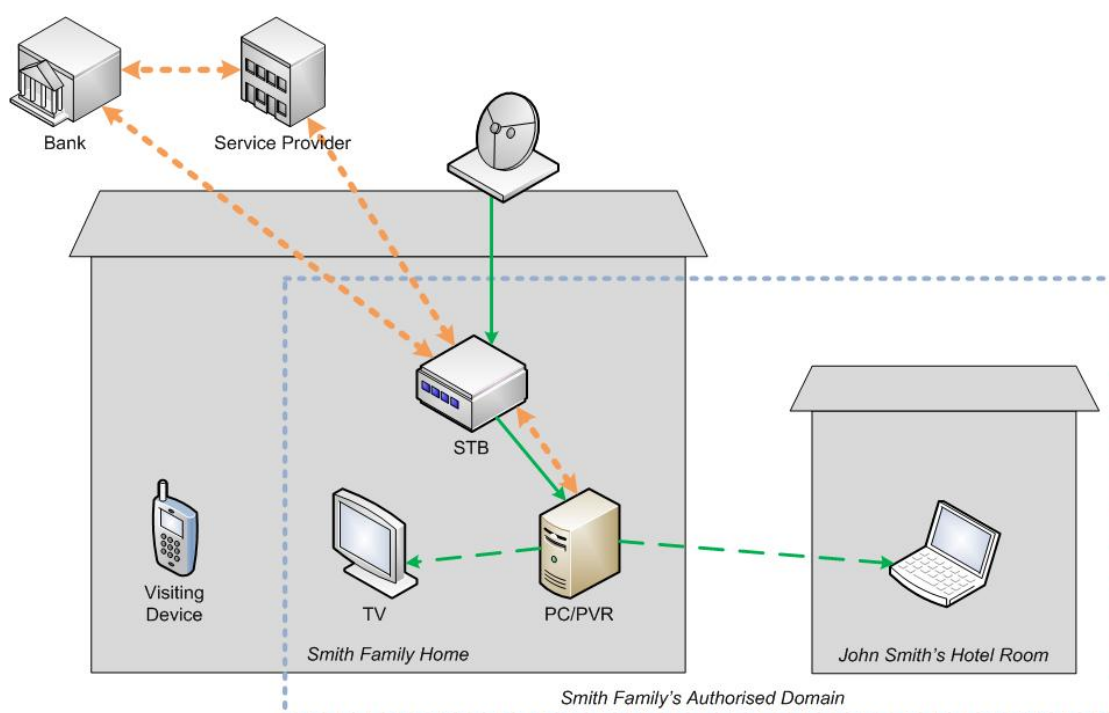 Bank
Service Provider
STB
Visiting
Device
TV
PC/PVR
Smith Family Home
John Smith's Hotel Room
Smith Family's Authorised Domain